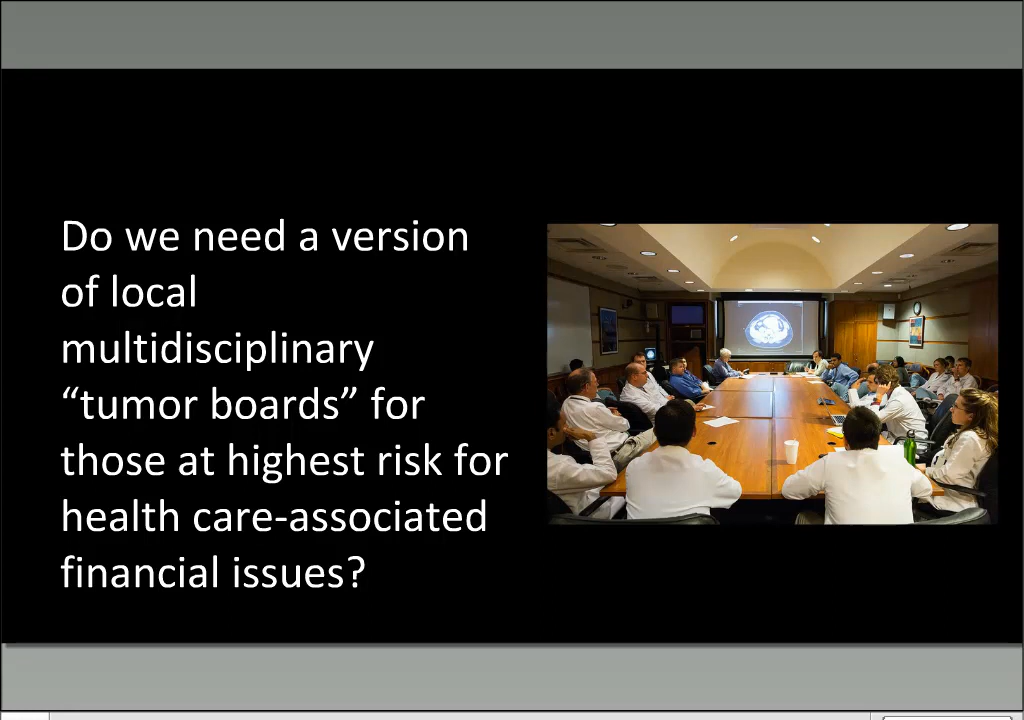 Do we need a version
of local
multidisciplinary
“tumor boards” for
those at highest risk for
health care-associated
financial issues?